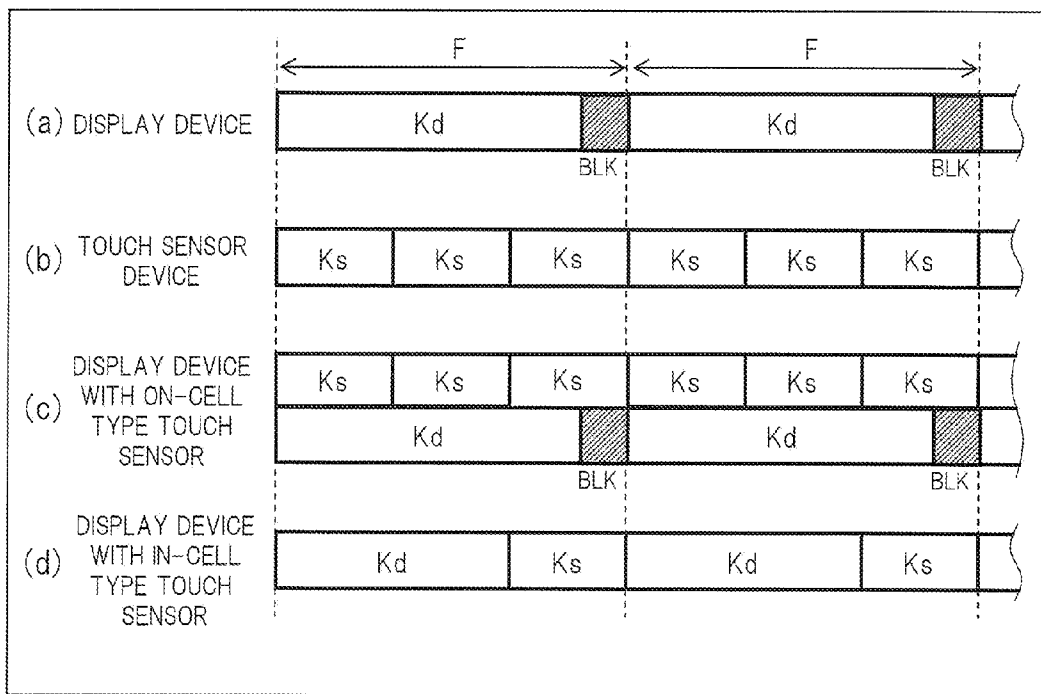 F F
(a) DISPLAY DEVICE Kd Kd
BLK BLK
(b) TOUCH SENSOR
DEVICE
Ks Ks Ks Ks Ks Ks
(c) DISPLAY DEVICE
WITH ON-CELL
TYPE TOUCH
SENSOR
Ks Ks Ks Ks Ks Ks
Kd Kd
BLK BLK
(d) DISPLAY DEVICE
WITH IN-CELL
TYPE TOUCH
SENSOR
Kd Ks Kd Ks